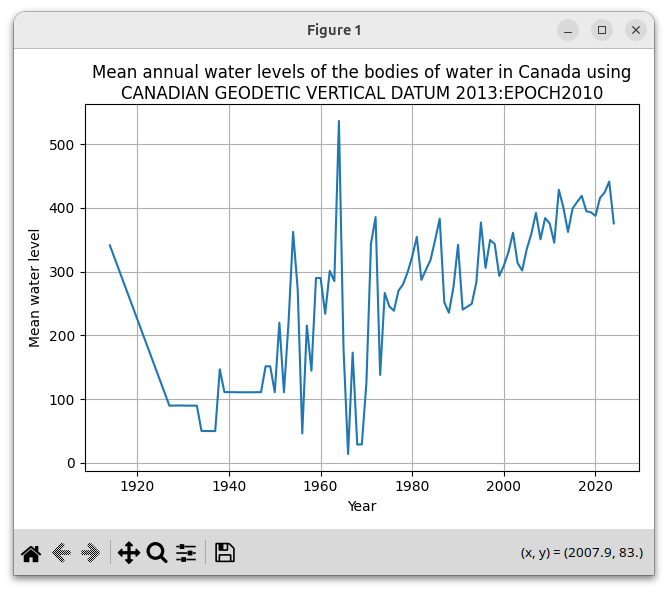 Figure 1
Mean annual water levels of the bodies of water in Canada using
CANADIAN GEODETIC VERTICAL DATUM 2013:EPOCH2010
500
400
300
200
100
0
Mean water level
1920 1940 1960 1980 2000 2020
Year
(x, y) = (2007.9, 83.)